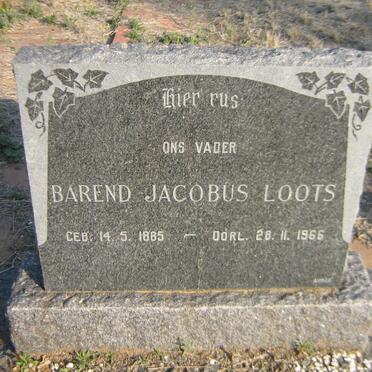 Hier rus
ONS VADER
BAREND JACOBUS LOOTS
GEB. 14. 5. 1885 — OORL. 28. 11. 1966